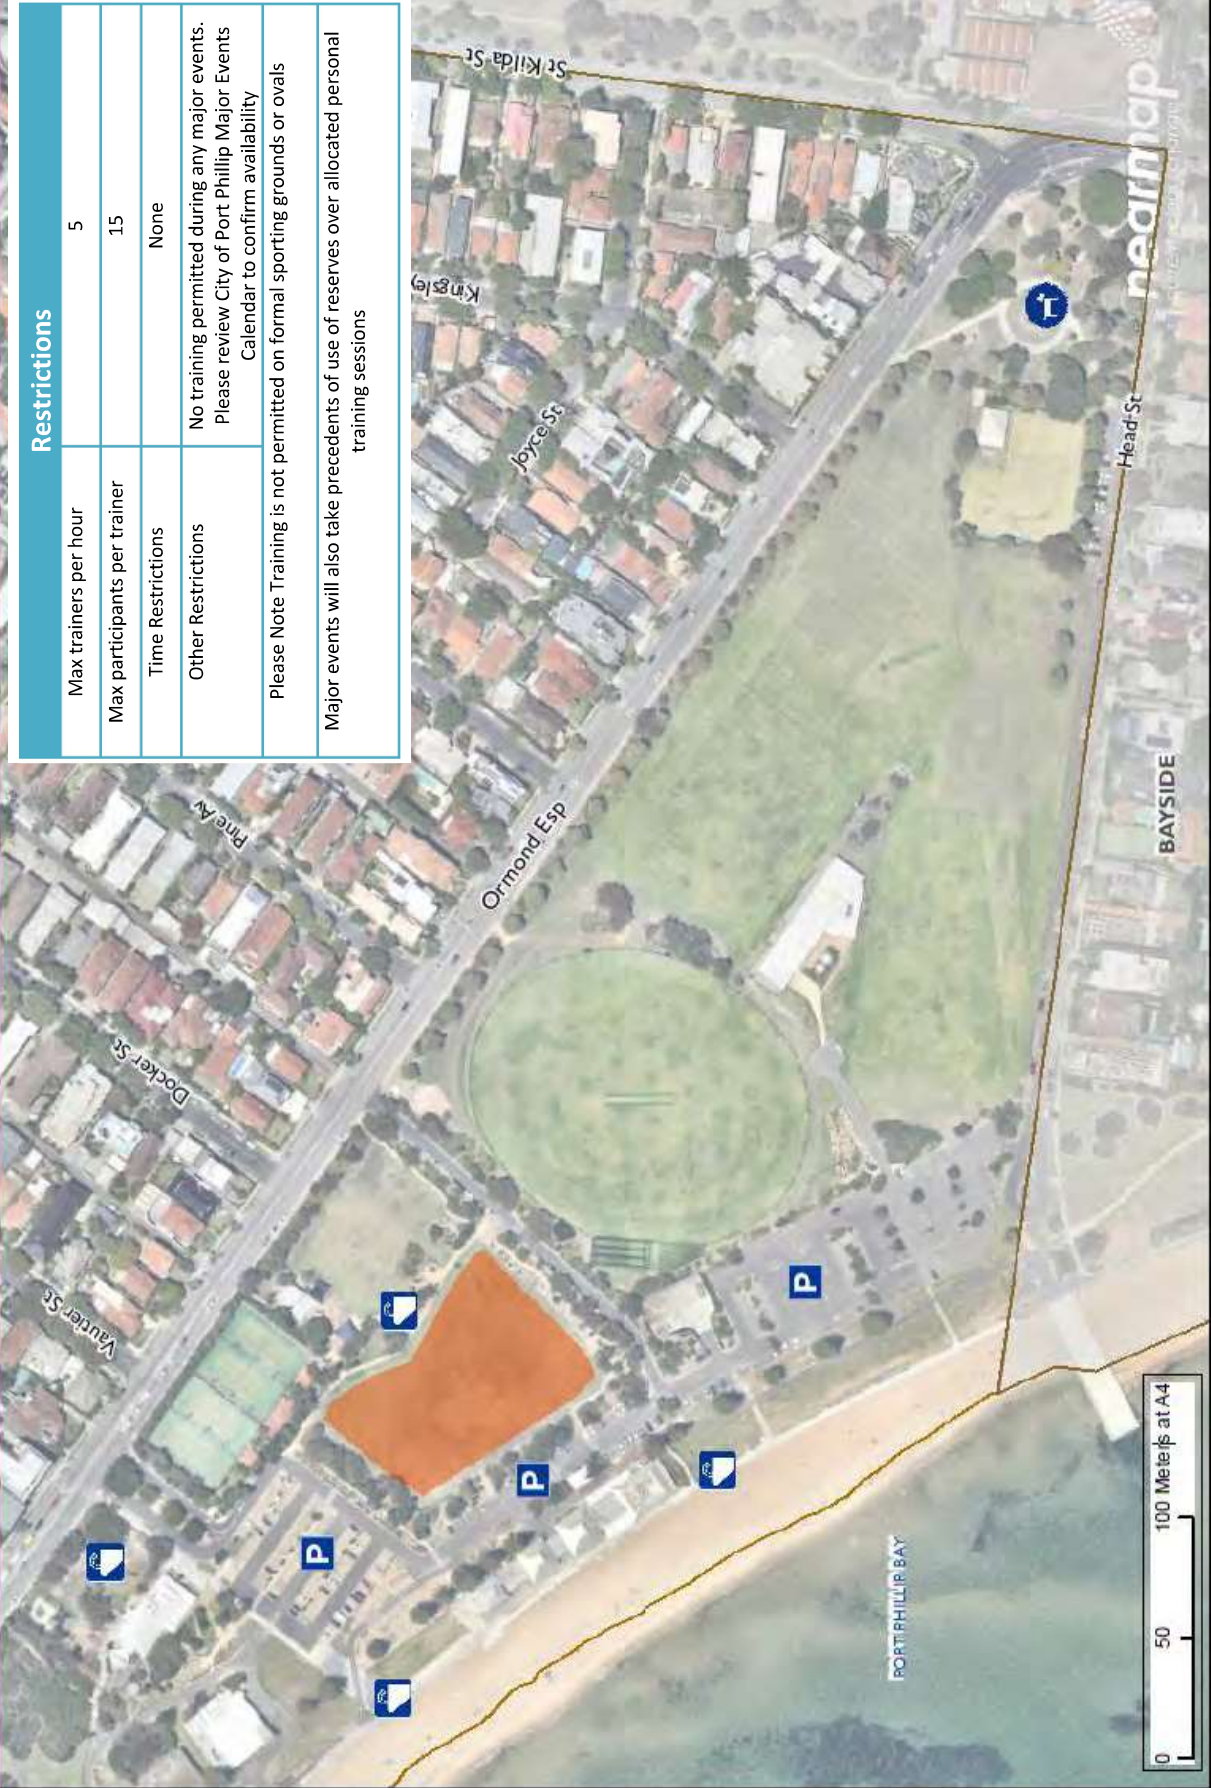 Restrictions
Max trainers per hour
5
Max participants per trainer
15
Time Restrictions
None
Other Restrictions
No training permitted during any major events.
Please review City of Port Phillip Major Events
Calendar to confirm availability
Please Note Training is not permitted on formal sporting grounds or ovals
Major events will also take precedents of use of reserves over allocated personal
training sessions
Vautier St
Docker St
Pine Av
Joyce St
Kingsley
St Kilda St
Ormond Esp
Head St
BAYSIDE
PORT PHILLIP BAY
P
P
P
nearmap
0
50
100 Meters at A4